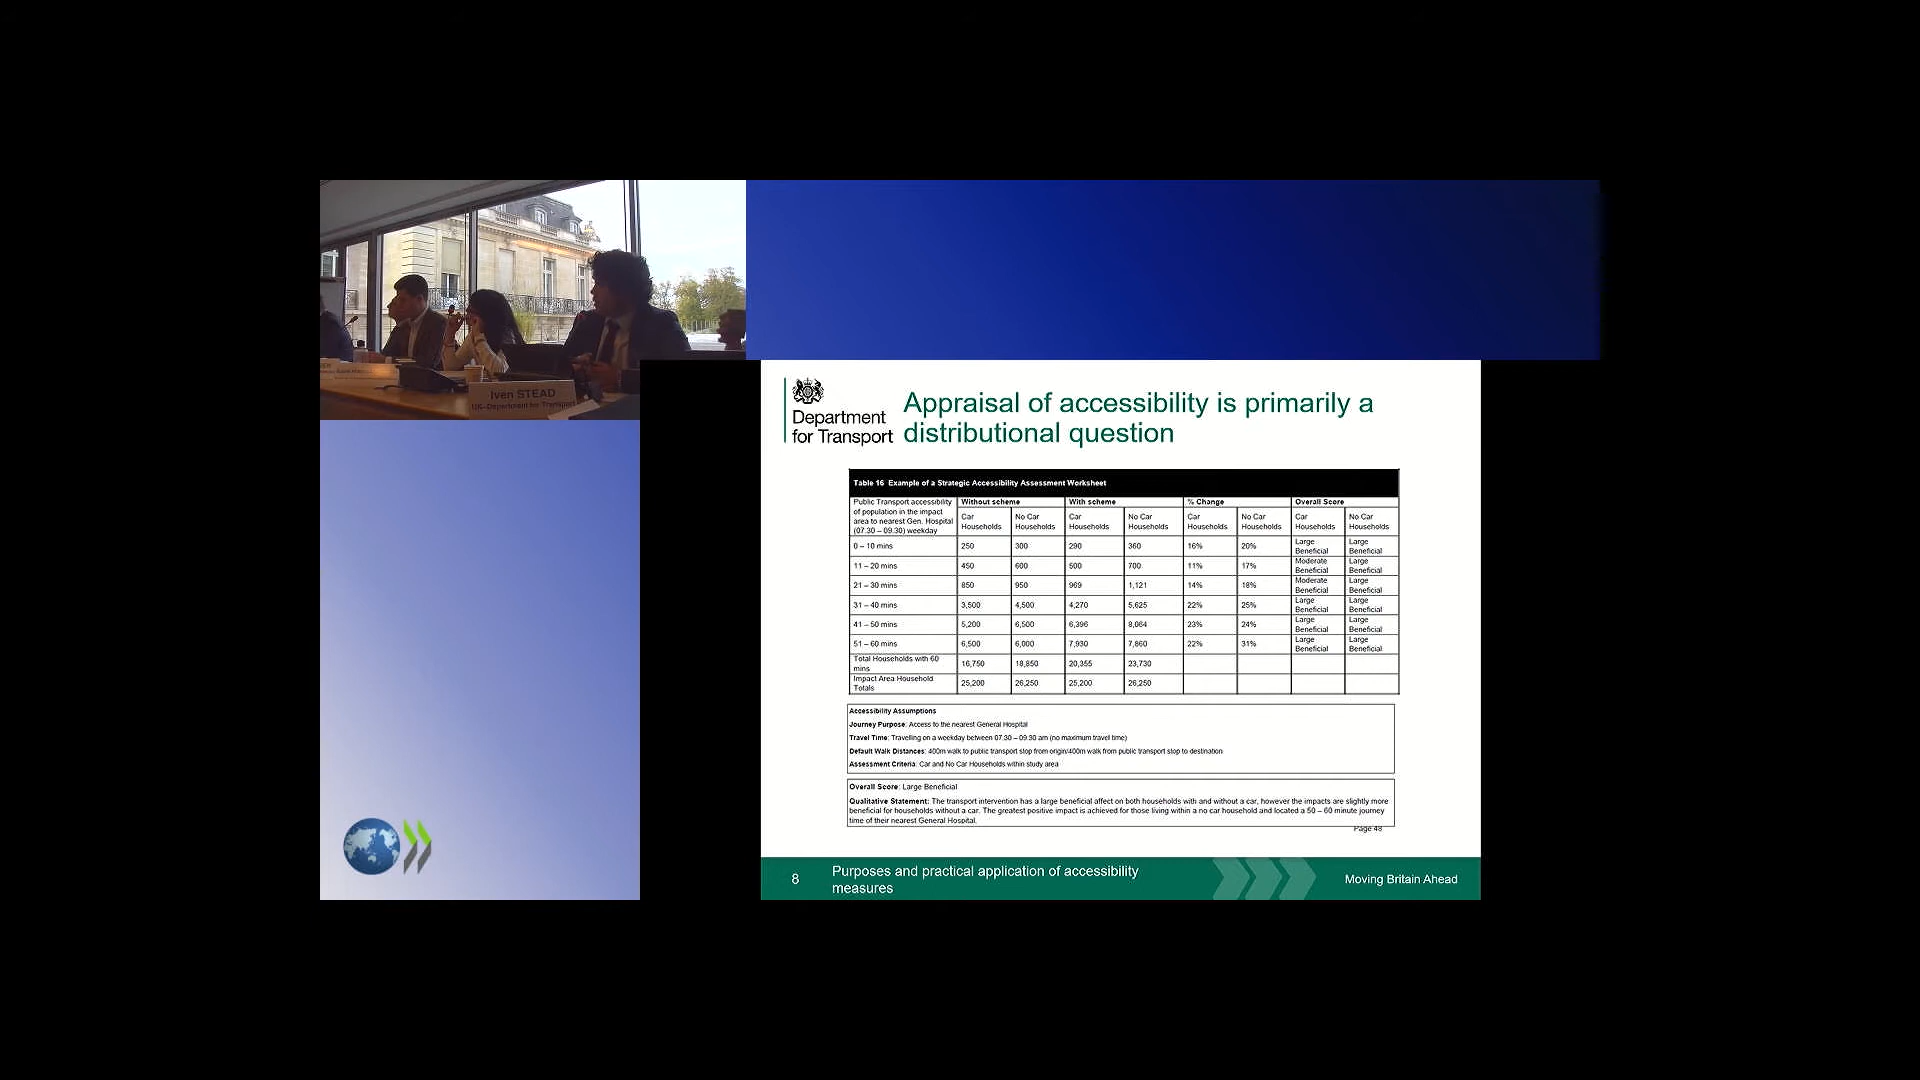 Iven STEAD
UK-Department for Transport
Department
for Transport
Appraisal of accessibility is primarily a
distributional question
Table 16 Example of a Strategic Accessibility Assessment Worksheet
Public Transport accessibility of population in the impact area to nearest Gen. Hospital (07.30 – 09.30) weekday Without scheme With scheme % Change Overall Score
Car Households No Car Households Car Households No Car Households Car Households No Car Households Car Households No Car Households
0 – 10 mins 250 300 290 360 16% 20% Large Beneficial Large Beneficial
11 – 20 mins 450 600 500 700 11% 17% Moderate Beneficial Large Beneficial
21 – 30 mins 850 950 969 1,121 14% 18% Moderate Beneficial Large Beneficial
31 – 40 mins 3,500 4,500 4,270 5,625 22% 25% Large Beneficial Large Beneficial
41 – 50 mins 5,200 6,500 6,396 8,064 23% 24% Large Beneficial Large Beneficial
51 – 60 mins 6,500 6,000 7,930 7,860 22% 31% Large Beneficial Large Beneficial
Total Households with 60 mins 16,750 18,850 20,355 23,730
Impact Area Household Totals 25,200 26,250 25,200 26,250
Accessibility Assumptions
Journey Purpose: Access to the nearest General Hospital
Travel Time: Travelling on a weekday between 07.30 – 09.30 am (no maximum travel time)
Default Walk Distances: 400m walk to public transport stop from origin/400m walk from public transport stop to destination
Assessment Criteria: Car and No Car Households within study area
Overall Score: Large Beneficial
Qualitative Statement: The transport intervention has a large beneficial affect on both households with and without a car, however the impacts are slightly more
beneficial for households without a car. The greatest positive impact is achieved for those living within a no car household and located a 50 – 60 minute journey
time of their nearest General Hospital.
Page 48
8
Purposes and practical application of accessibility
measures
Moving Britain Ahead